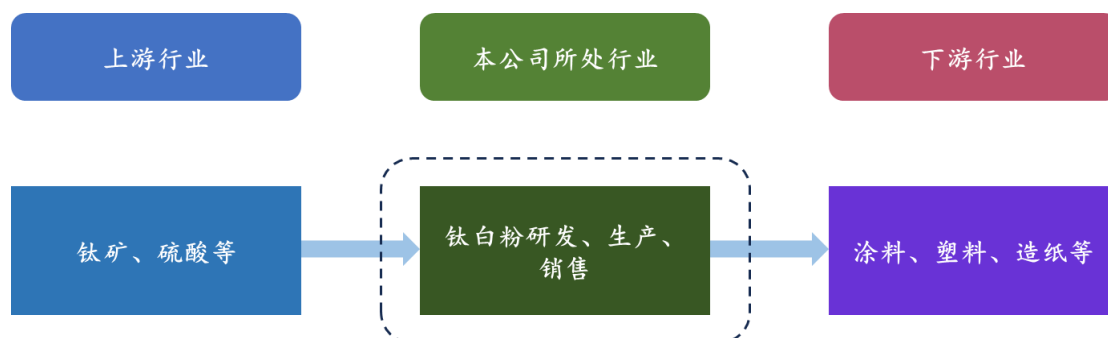 上游行业
本公司所处行业
下游行业
钛矿、硫酸等
钛白粉研发、生产、
销售
涂料、塑料、造纸等